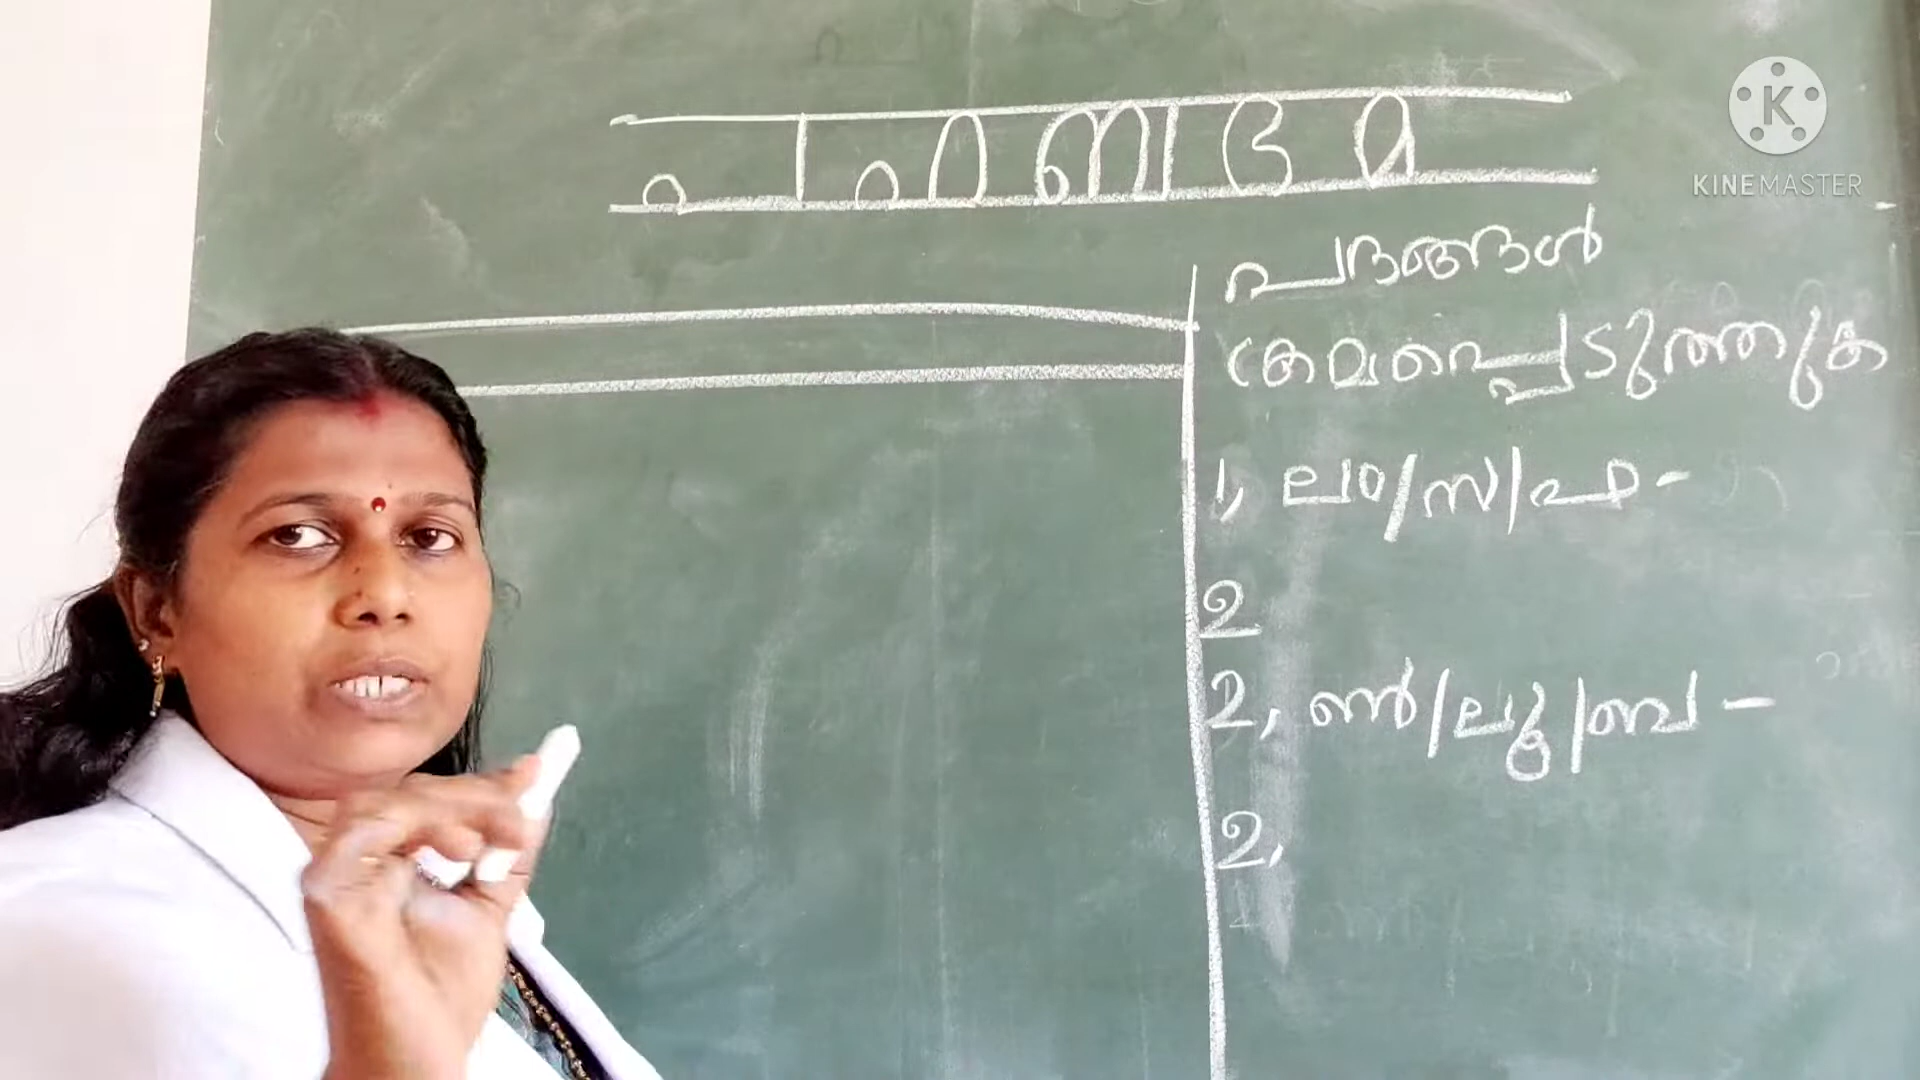 പ ഹ ണ ദ മ
KINEMASTER
പദങ്ങൾ
ക്രമപ്പെടുത്തുക
1, ലം/സ/ഫ-
2
2, ൺ/ലൂ/ബ -
2,